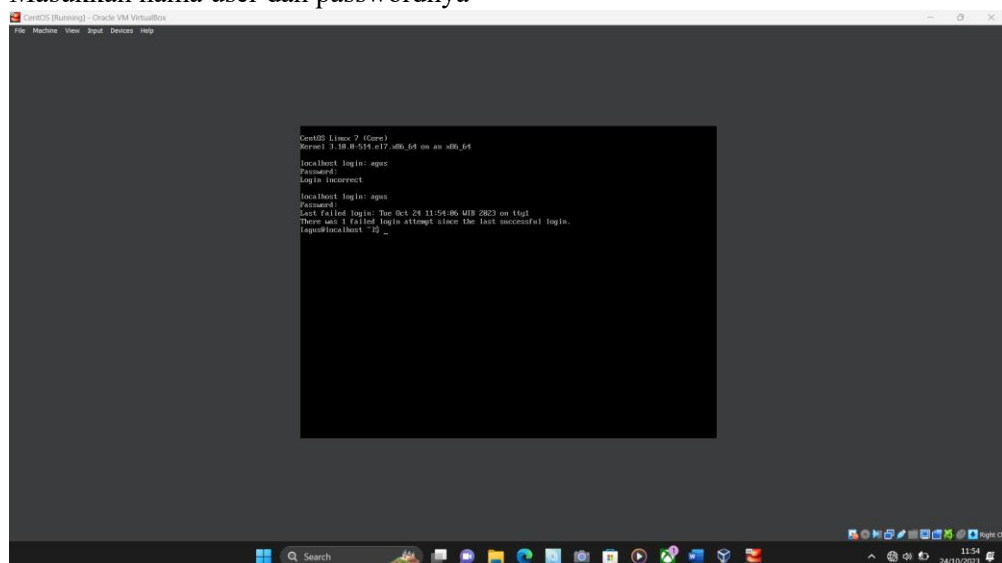 Masukkan nama user dan passwordnya
CentOS [Running] - Oracle VM VirtualBox
File Machine View Input Devices Help
CentOS Linux 7 (Core)
Kernel 3.10.0-514.el7.x86_64 on an x86_64
localhost login: agus
Password:
Login incorrect
localhost login: agus
Password:
Last failed login: Tue Oct 24 11:54:06 WIB 2023 on tty1
There was 1 failed login attempt since the last successful login.
[agus@localhost ~]$ _
Right C
Search
11:54
24/10/2023